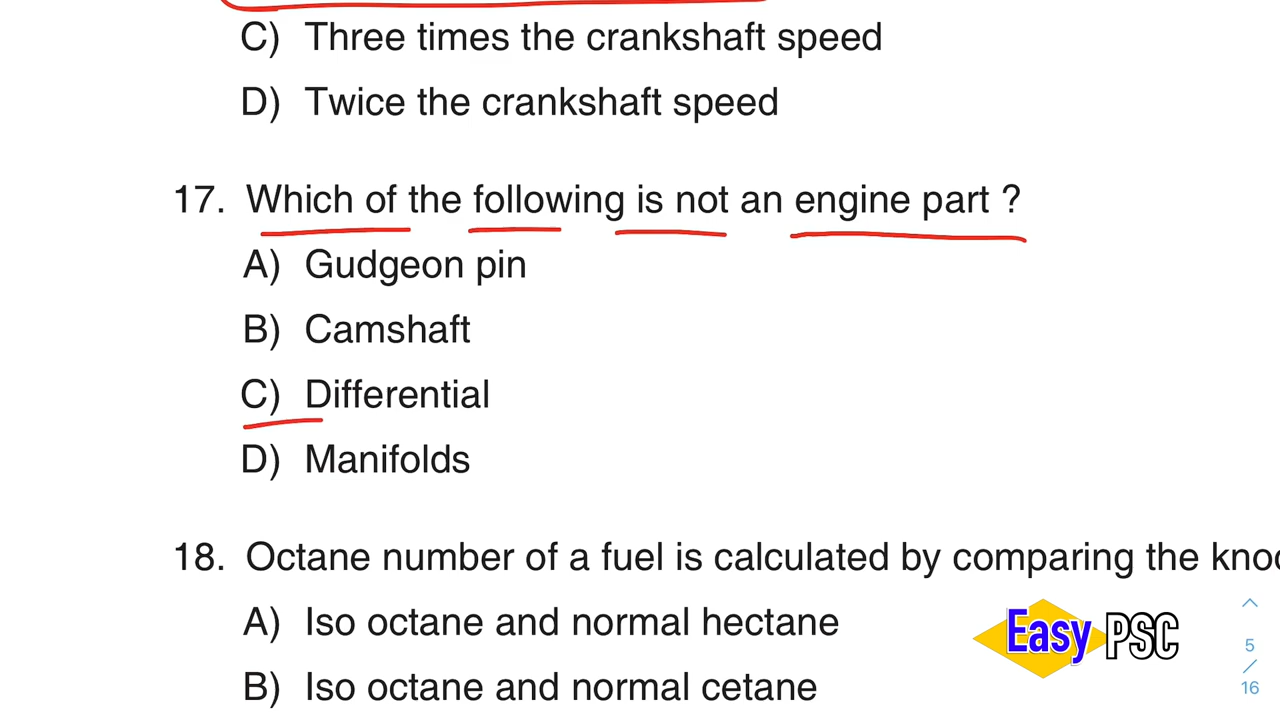 C) Three times the crankshaft speed
D) Twice the crankshaft speed
17. Which of the following is not an engine part ?
A) Gudgeon pin
B) Camshaft
C) Differential
D) Manifolds
18. Octane number of a fuel is calculated by comparing the knoc
A) Iso octane and normal hectane
B) Iso octane and normal cetane
Easy PSC
5
/
16